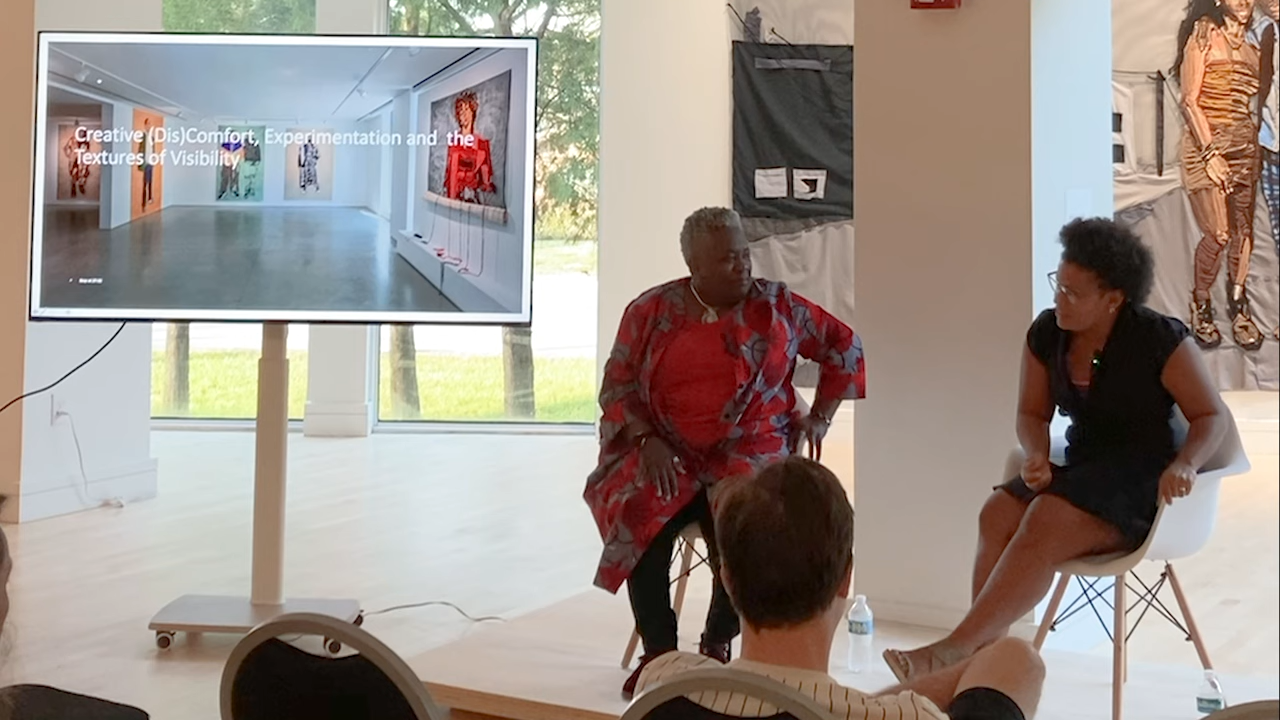 Creative (Dis)Comfort, Experimentation and the
Textures of Visibility